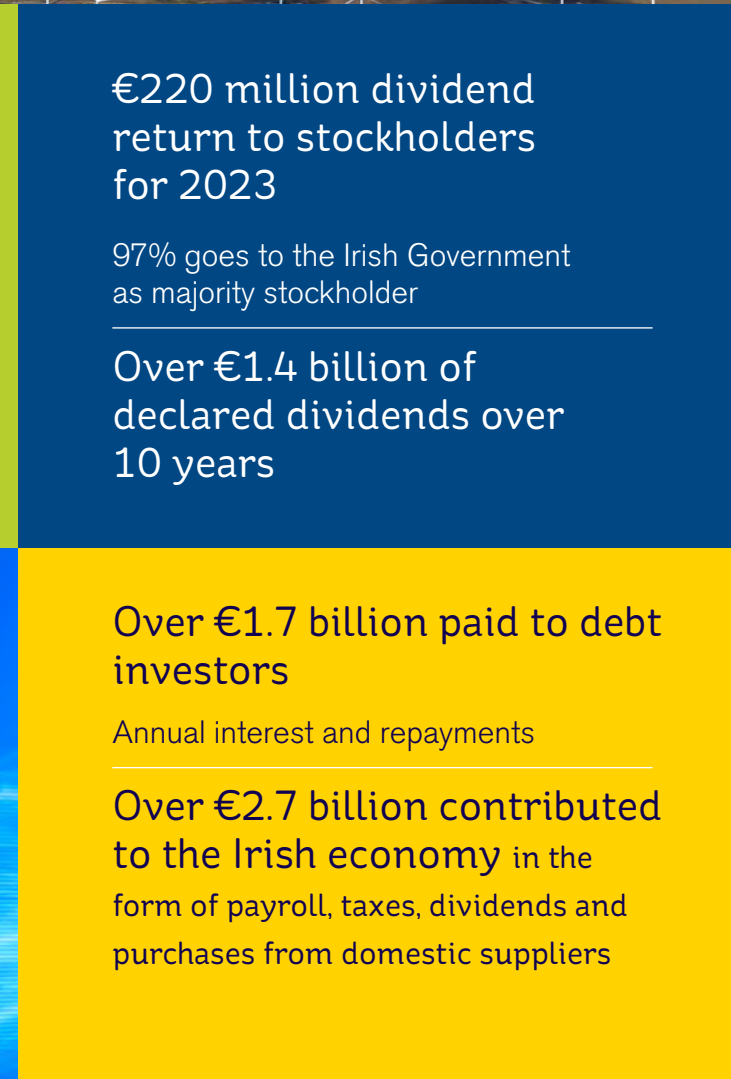 €220 million dividend
return to stockholders
for 2023
97% goes to the Irish Government
as majority stockholder
Over €1.4 billion of
declared dividends over
10 years
Over €1.7 billion paid to debt
investors
Annual interest and repayments
Over €2.7 billion contributed
to the Irish economy in the
form of payroll, taxes, dividends and
purchases from domestic suppliers